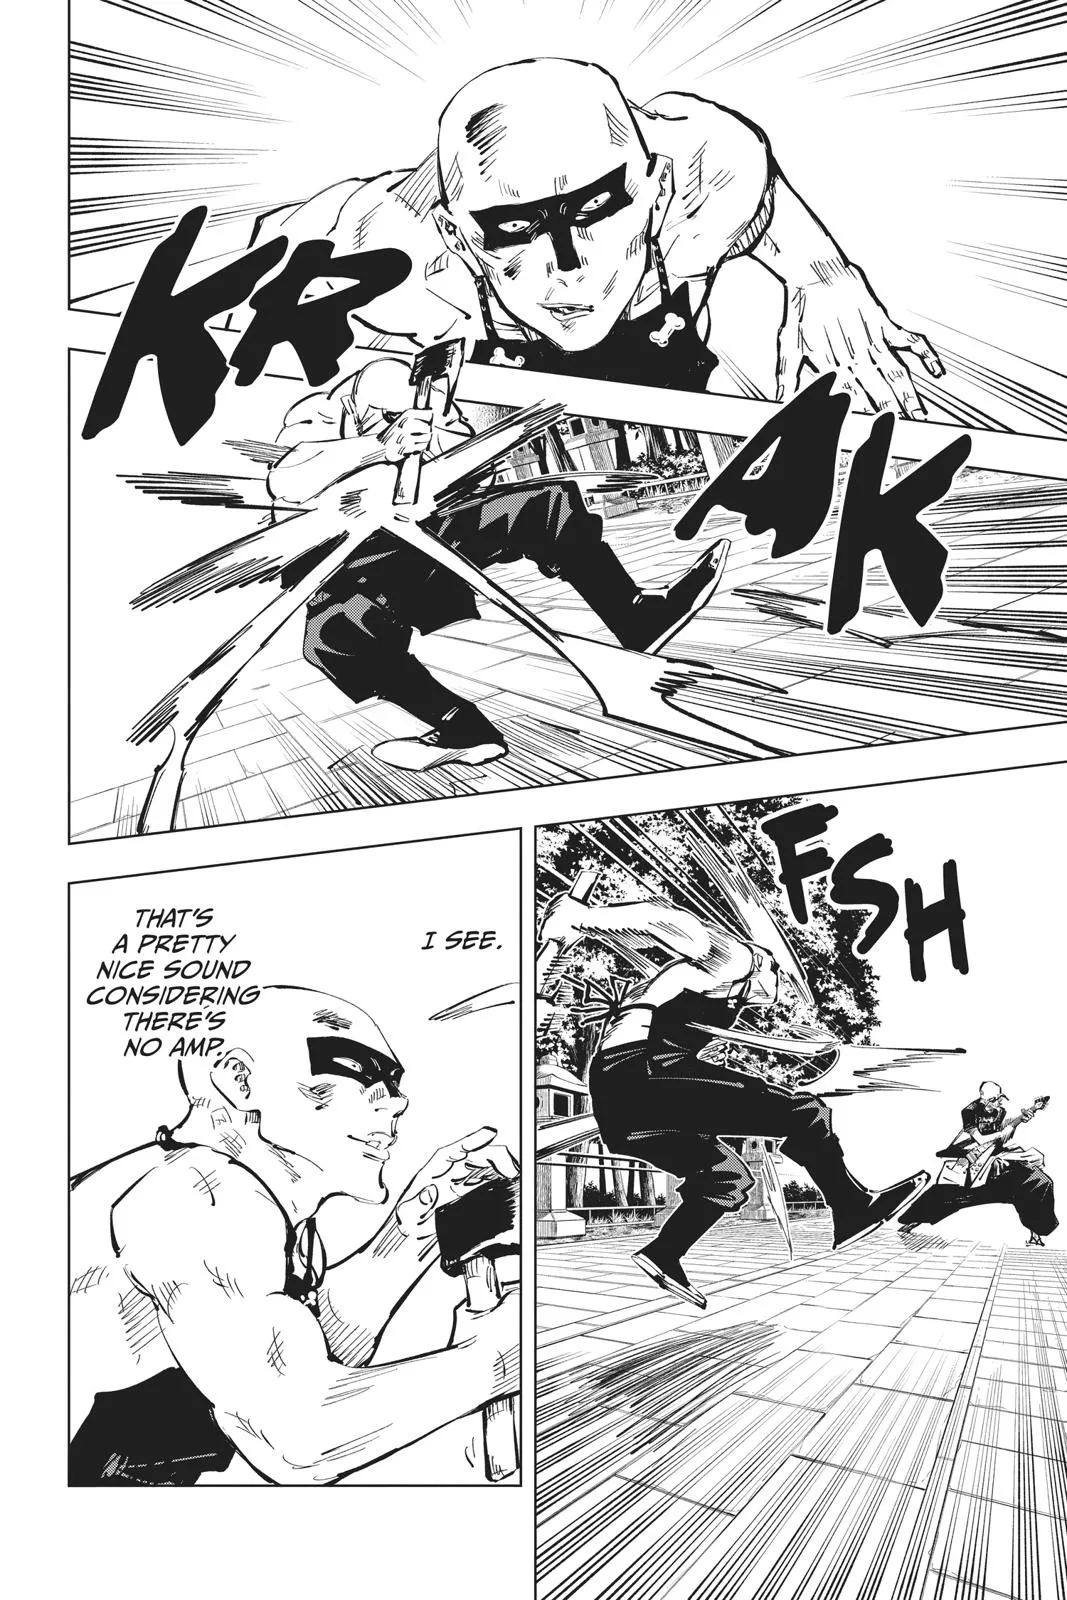 KR
AK
FSH
I SEE.
THAT'S
A PRETTY
NICE SOUND
CONSIDERING
THERE'S
NO AMP.